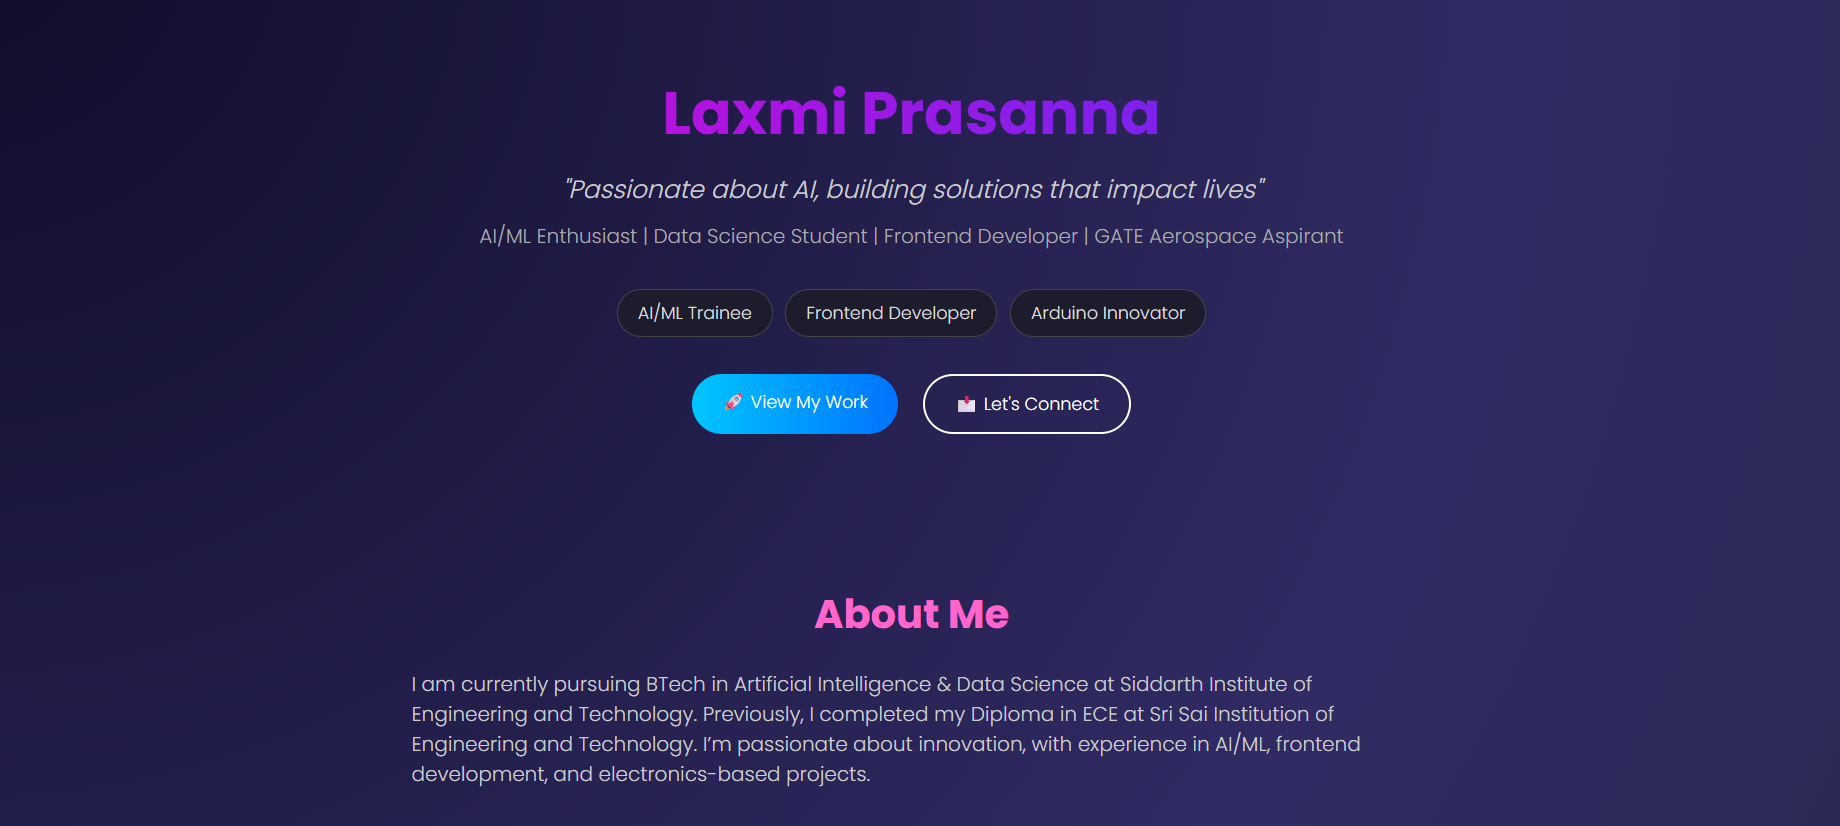 Laxmi Prasanna
"Passionate about AI, building solutions that impact lives"
AI/ML Enthusiast | Data Science Student | Frontend Developer | GATE Aerospace Aspirant
AI/ML Trainee Frontend Developer Arduino Innovator
🚀 View My Work 📩 Let's Connect
About Me
I am currently pursuing BTech in Artificial Intelligence & Data Science at Siddarth Institute of
Engineering and Technology. Previously, I completed my Diploma in ECE at Sri Sai Institution of
Engineering and Technology. I’m passionate about innovation, with experience in AI/ML, frontend
development, and electronics-based projects.